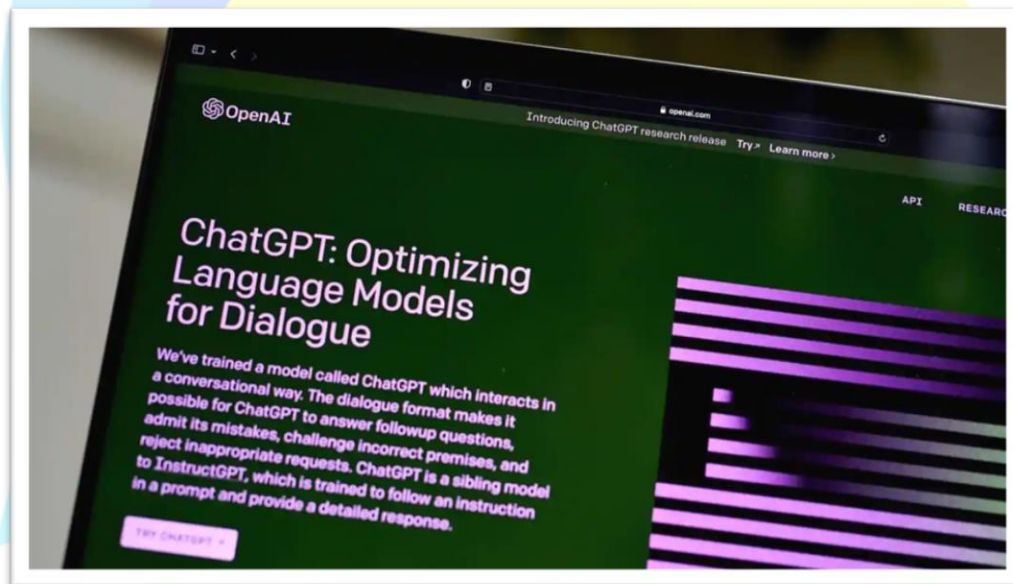 openai.com
OpenAI
Introducing ChatGPT research release Try↗ Learn more ›
API RESEARC
ChatGPT: Optimizing
Language Models
for Dialogue
We've trained a model called ChatGPT which interacts in
a conversational way. The dialogue format makes it
possible for ChatGPT to answer followup questions,
admit its mistakes, challenge incorrect premises, and
reject inappropriate requests. ChatGPT is a sibling model
to InstructGPT, which is trained to follow an instruction
in a prompt and provide a detailed response.
TRY CHATGPT ↗